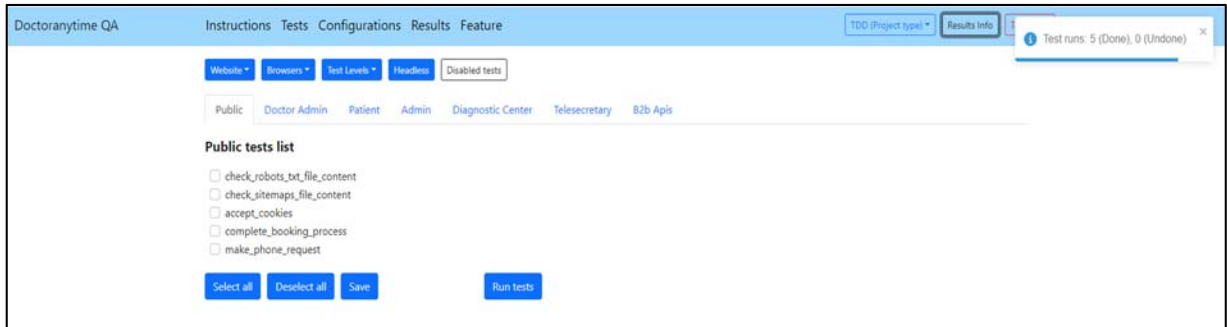 Doctoranytime QA Instructions Tests Configurations Results Feature TDD (Project type) Results Info
Test runs: 5 (Done), 0 (Undone) ×
Website Browsers Test Levels Headless Disabled tests
Public Doctor Admin Patient Admin Diagnostic Center Telesecretary B2b Apis
Public tests list
check_robots_txt_file_content
check_sitemaps_file_content
accept_cookies
complete_booking_process
make_phone_request
Select all Deselect all Save Run tests